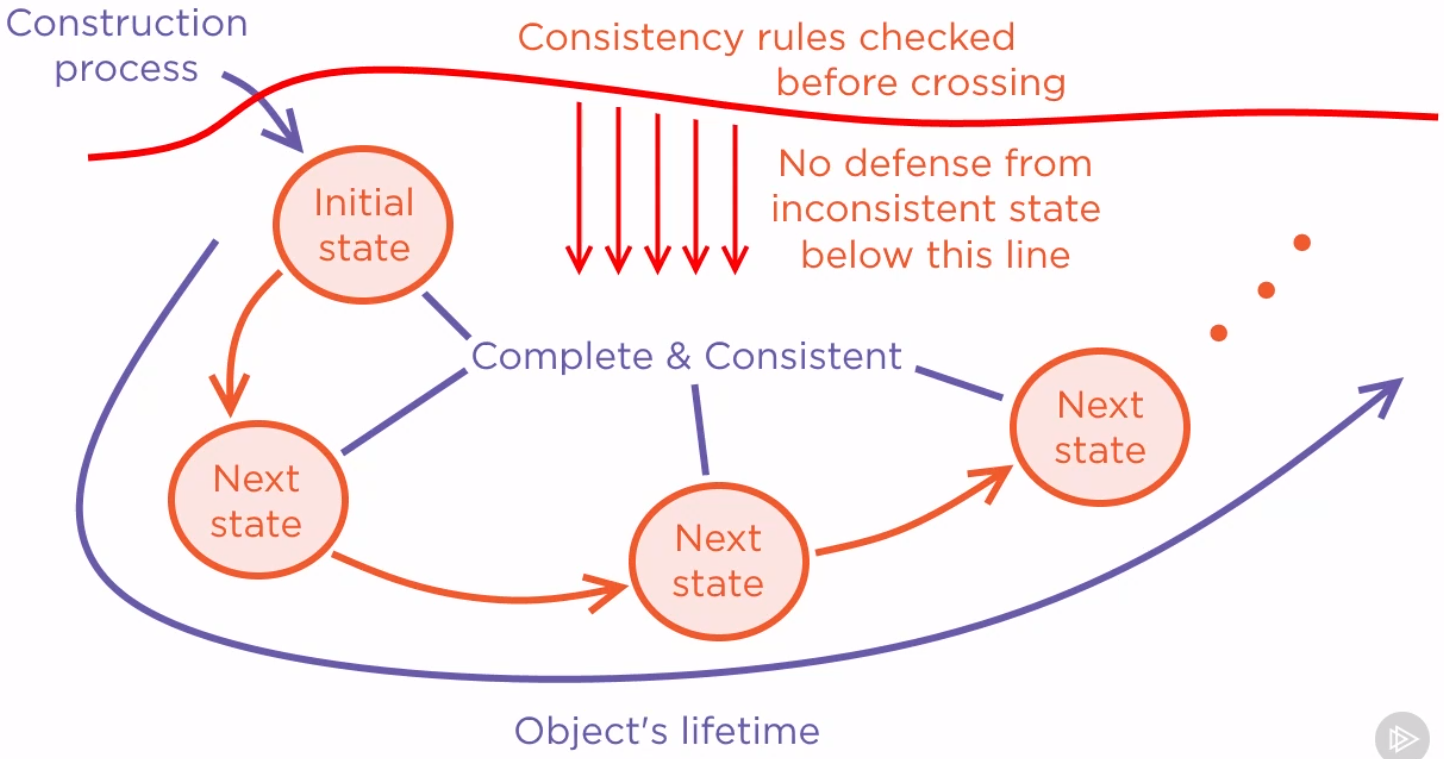 Construction
process
Consistency rules checked
before crossing
No defense from
inconsistent state
below this line
Initial
state
Complete & Consistent
Next
state
Next
state
Next
state
Object's lifetime